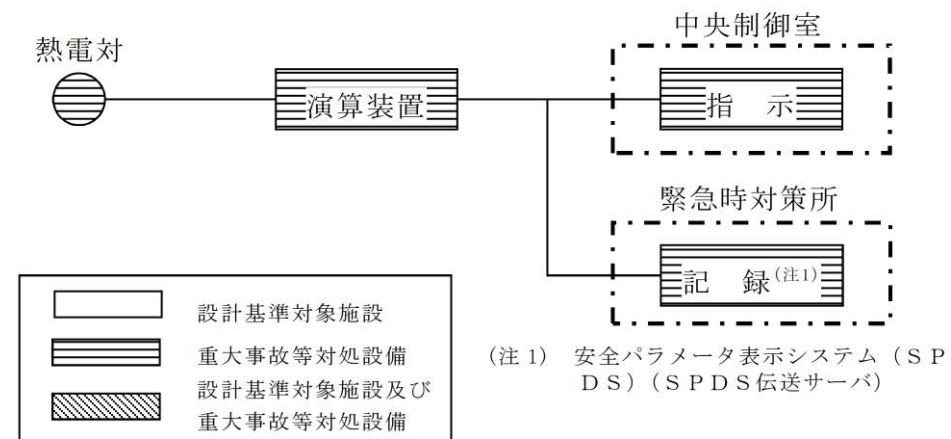 中央制御室
熱電対
演算装置
指　示
緊急時対策所
記　録(注1)
設計基準対象施設
重大事故等対処設備
設計基準対象施設及び
重大事故等対処設備
(注 1)　安全パラメータ表示システム（ＳＰ
ＤＳ）（ＳＰＤＳ伝送サーバ）